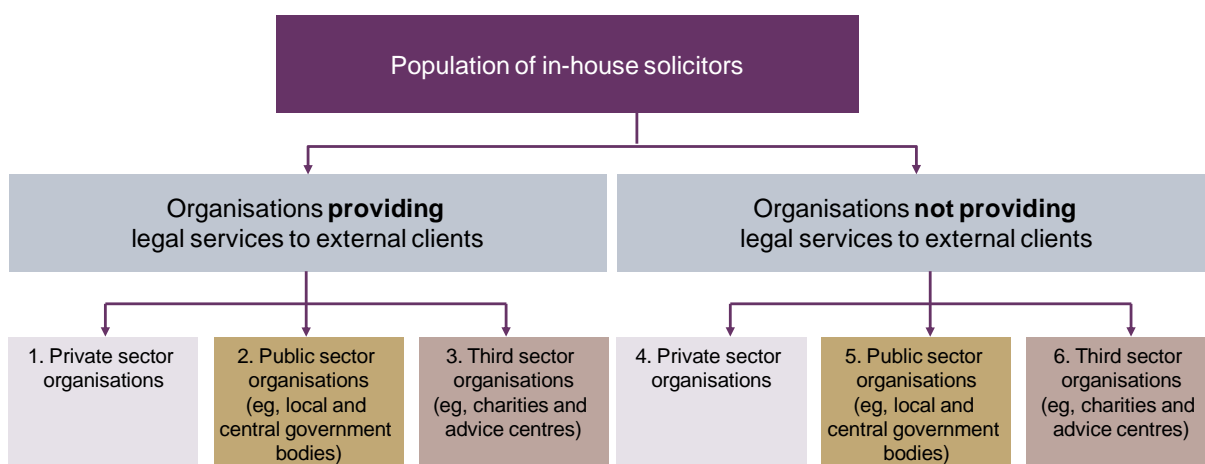 Population of in-house solicitors
Organisations providing
legal services to external clients
Organisations not providing
legal services to external clients
1. Private sector
organisations
2. Public sector
organisations
(eg, local and
central government
bodies)
3. Third sector
organisations
(eg, charities and
advice centres)
4. Private sector
organisations
5. Public sector
organisations
(eg, local and
central government
bodies)
6. Third sector
organisations
(eg, charities and
advice centres)